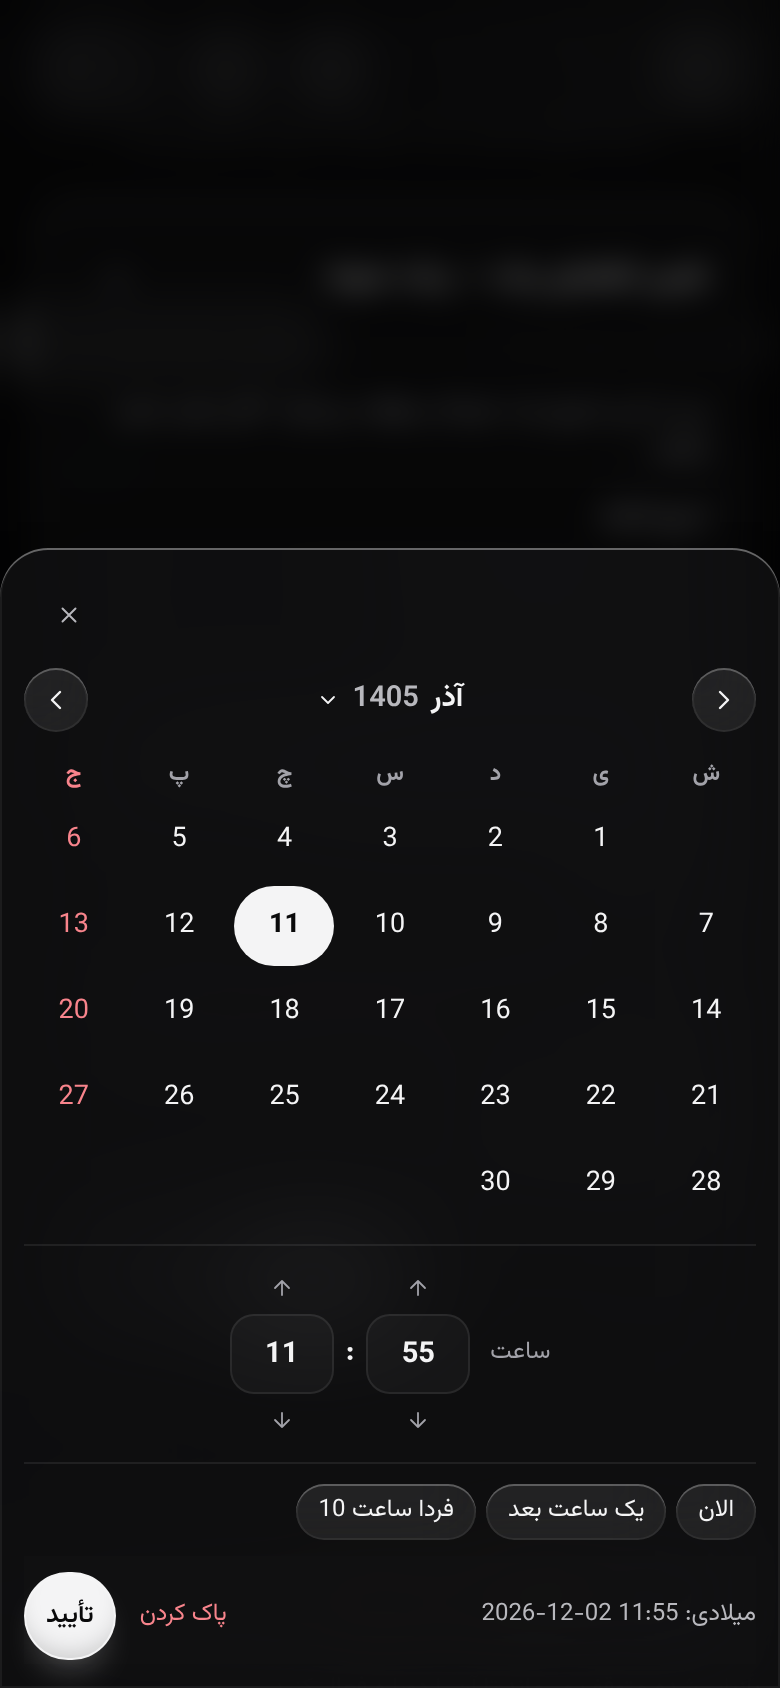 آذر 1405
ش ی د س چ پ ج
1 2 3 4 5 6
7 8 9 10 11 12 13
14 15 16 17 18 19 20
21 22 23 24 25 26 27
28 29 30
ساعت 11 : 55
الان
یک ساعت بعد
فردا ساعت 10
میلادی: 2026-12-02 11:55
پاک کردن
تأیید